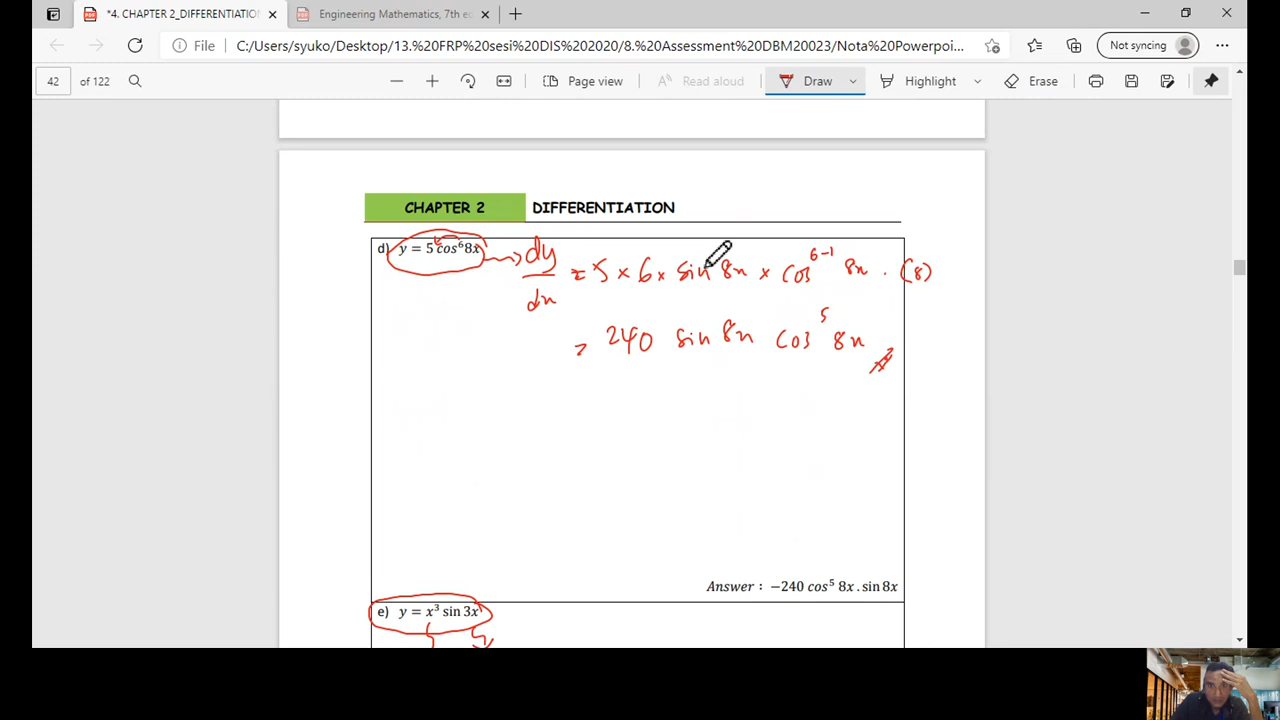 *4. CHAPTER 2_DIFFERENTIATIO
Engineering Mathematics, 7th ed
File C:/Users/syuko/Desktop/13.%20FRP%20sesi%20DIS%202020/8.%20Assessment%20DBM20023/Nota%20Powerpoi... Not syncing
42 of 122 Page view Read aloud Draw Highlight Erase
CHAPTER 2 DIFFERENTIATION
d) y = 5 cos⁶8x
dy/dx = 5 × 6 × sin 8x × cos⁶⁻¹ 8x . (8)
= 240 sin 8x cos⁵ 8x
Answer : −240 cos⁵ 8x . sin 8x
e) y = x³ sin 3x